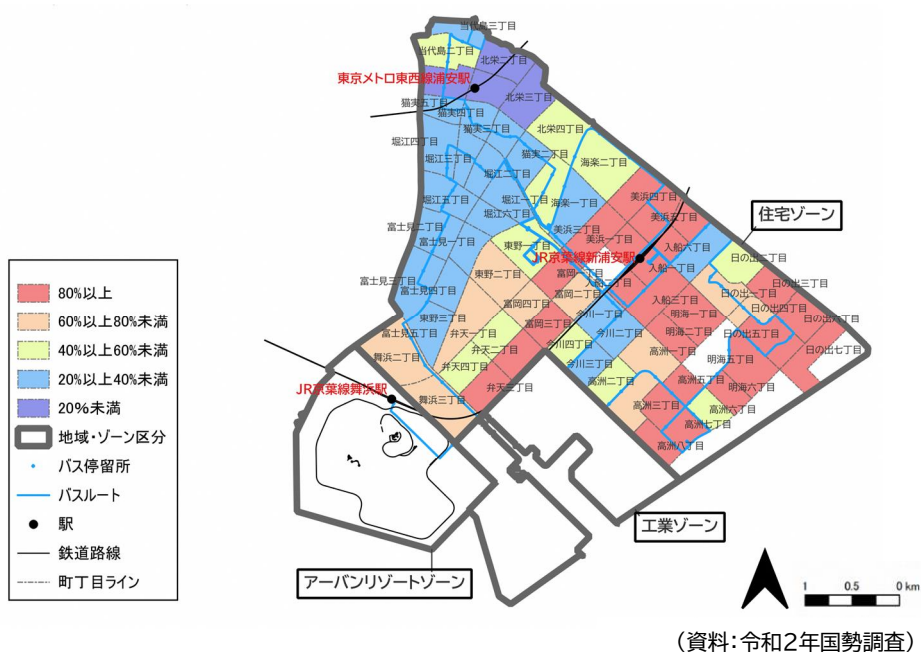 当代島三丁目
当代島二丁目
北栄二丁目
東京メトロ東西線浦安駅
北栄三丁目
猫実五丁目
猫実四丁目
猫実三丁目
北栄四丁目
堀江四丁目
猫実二丁目
海楽二丁目
堀江三丁目
堀江二丁目
美浜四丁目
堀江五丁目
堀江一丁目
海楽一丁目
堀江六丁目
美浜五丁目
住宅ゾーン
富士見二丁目
美浜三丁目
美浜一丁目
入船六丁目
富士見一丁目
東野一丁目
JR京葉線新浦安駅
日の出二丁目
入船一丁目
東野二丁目
富岡一丁目
入船二丁目
富士見三丁目
富士見四丁目
富岡二丁目
日の出三丁目
日の出一丁目
80%以上
富岡四丁目
入船三丁目
日の出四丁目
東野三丁目
富岡三丁目
今川一丁目
明海一丁目
日の出六丁目
60%以上80%未満
富士見五丁目
弁天一丁目
今川二丁目
明海二丁目
日の出五丁目
舞浜二丁目
弁天二丁目
今川四丁目
高洲一丁目
日の出七丁目
40%以上60%未満
弁天四丁目
今川三丁目
明海五丁目
20%以上40%未満
JR京葉線舞浜駅
弁天三丁目
高洲二丁目
高洲五丁目
明海六丁目
20%未満
舞浜三丁目
高洲三丁目
高洲六丁目
地域・ゾーン区分
高洲七丁目
バス停留所
高洲八丁目
バスルート
駅
工業ゾーン
鉄道路線
町丁目ライン
アーバンリゾートゾーン
1 0.5 0 km
(資料:令和2年国勢調査)